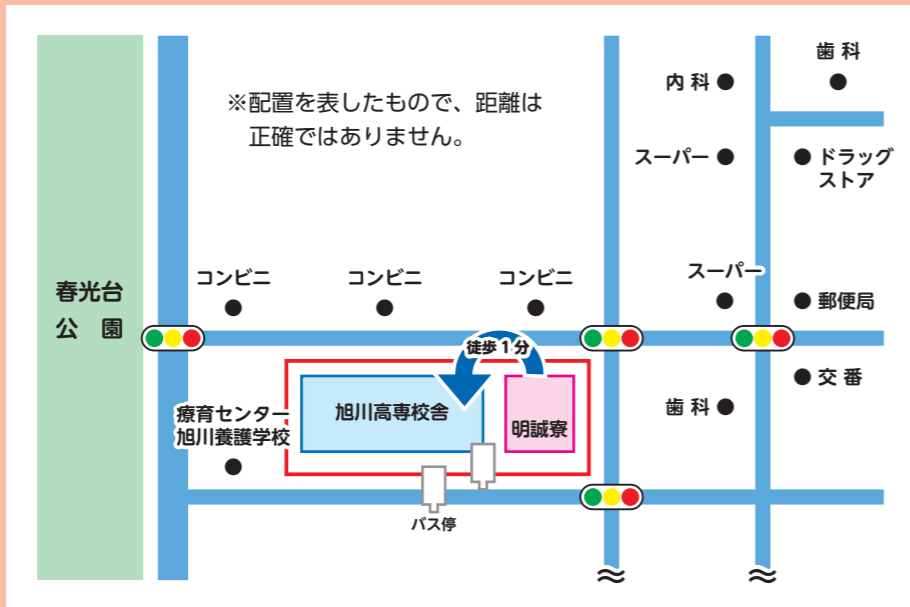 ※配置を表したもので、距離は
正確ではありません。
歯科
内科
スーパー
ドラッグ
ストア
春光台
公園
コンビニ
コンビニ
コンビニ
スーパー
郵便局
徒歩1分
交番
旭川高専校舎
明誠寮
歯科
療育センター
旭川養護学校
バス停